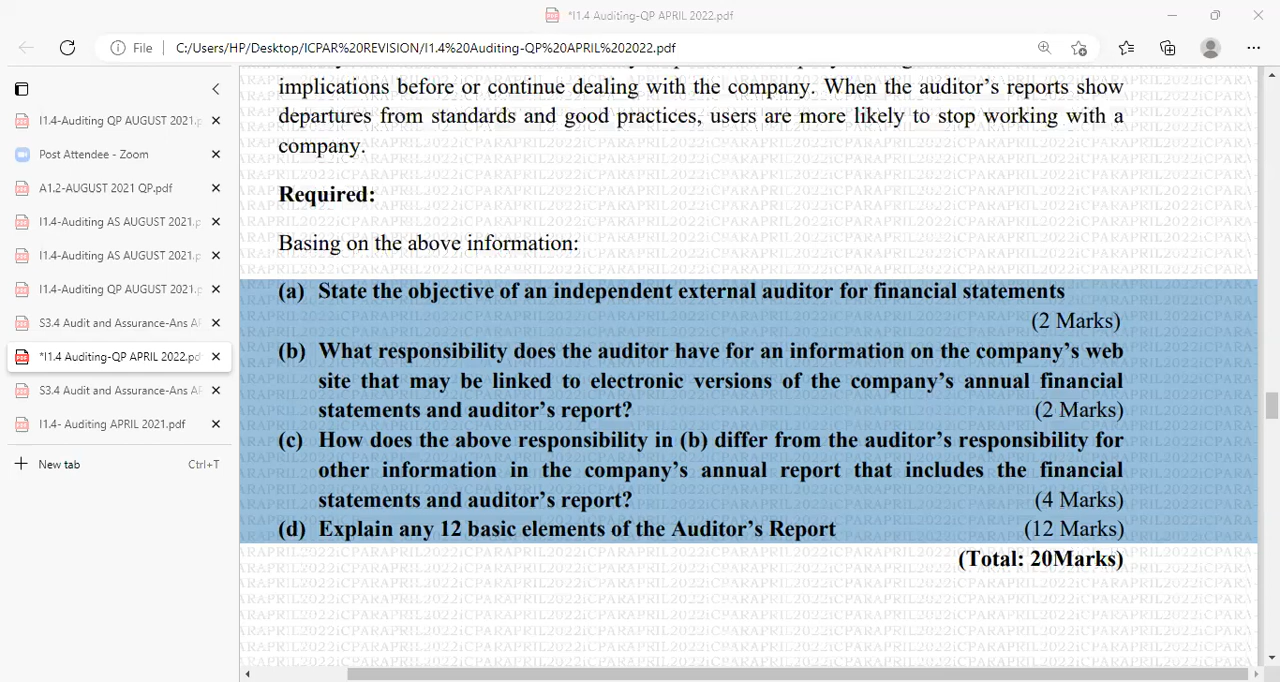 *I1.4 Auditing-QP APRIL 2022.pdf
File
C:/Users/HP/Desktop/ICPAR%20REVISION/I1.4%20Auditing-QP%20APRIL%202022.pdf
I1.4-Auditing QP AUGUST 2021.p
Post Attendee - Zoom
A1.2-AUGUST 2021 QP.pdf
I1.4-Auditing AS AUGUST 2021.p
I1.4-Auditing AS AUGUST 2021.p
I1.4-Auditing QP AUGUST 2021.p
S3.4 Audit and Assurance-Ans AF
*I1.4 Auditing-QP APRIL 2022.pd
S3.4 Audit and Assurance-Ans AF
I1.4- Auditing APRIL 2021.pdf
New tab Ctrl+T
implications before or continue dealing with the company. When the auditor's reports show
departures from standards and good practices, users are more likely to stop working with a
company.
Required:
Basing on the above information:
(a) State the objective of an independent external auditor for financial statements
(2 Marks)
(b) What responsibility does the auditor have for an information on the company's web
site that may be linked to electronic versions of the company's annual financial
statements and auditor's report? (2 Marks)
(c) How does the above responsibility in (b) differ from the auditor's responsibility for
other information in the company's annual report that includes the financial
statements and auditor's report? (4 Marks)
(d) Explain any 12 basic elements of the Auditor's Report (12 Marks)
(Total: 20Marks)